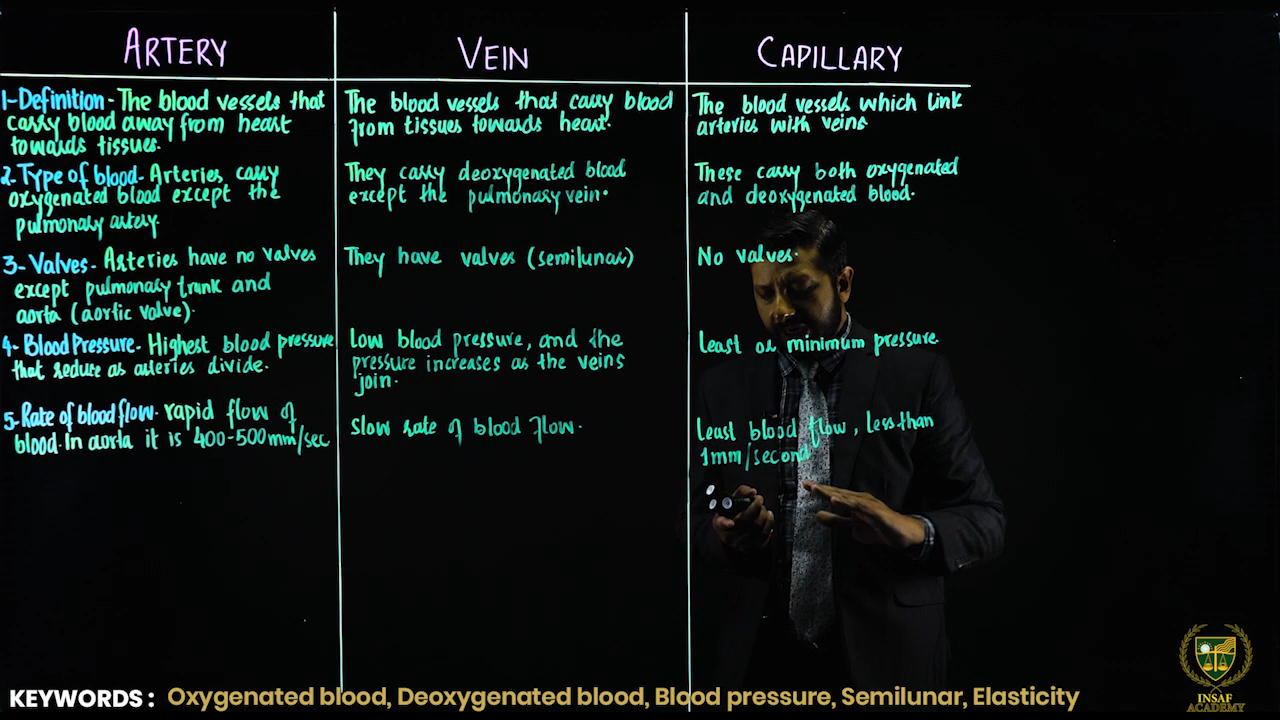 ARTERY
1-Definition - The blood vessels that
carry blood away from heart
towards tissues.
2-Type of blood - Arteries carry
oxygenated blood except the
pulmonary artery.
3- Valves - Arteries have no valves
except pulmonary trunk and
aorta (aortic valve).
4- Blood Pressure - Highest blood pressure
that reduce as arteries divide.
5-Rate of blood flow. rapid flow of
blood. In aorta it is 400-500mm/sec
VEIN
The blood vessels that carry blood
from tissues towards heart.
They carry deoxygenated blood
except the pulmonary vein.
They have valves (semilunar)
Low blood pressure, and the
pressure increases as the veins
join.
Slow rate of blood flow.
CAPILLARY
The blood vessels which link
arteries with veins
These carry both oxygenated
and deoxygenated blood.
No valves.
Least or minimum pressure.
Least blood flow, less than
1mm/second
KEYWORDS: Oxygenated blood, Deoxygenated blood, Blood pressure, Semilunar, Elasticity
INSAF
ACADEMY